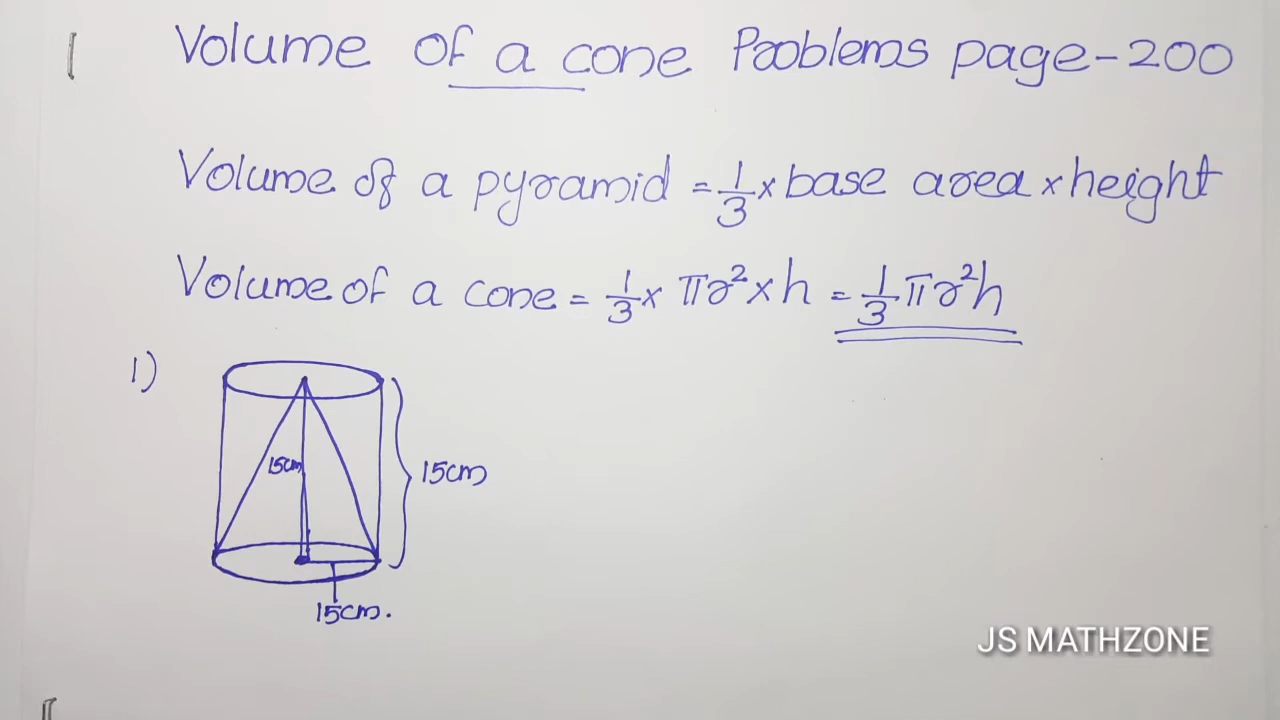 Volume of a cone Problems page-200
Volume of a pyramid = 1/3 × base area × height
Volume of a cone = 1/3 × πr² × h = 1/3 πr²h
1)
15cm
15cm
15cm.
JS MATHZONE